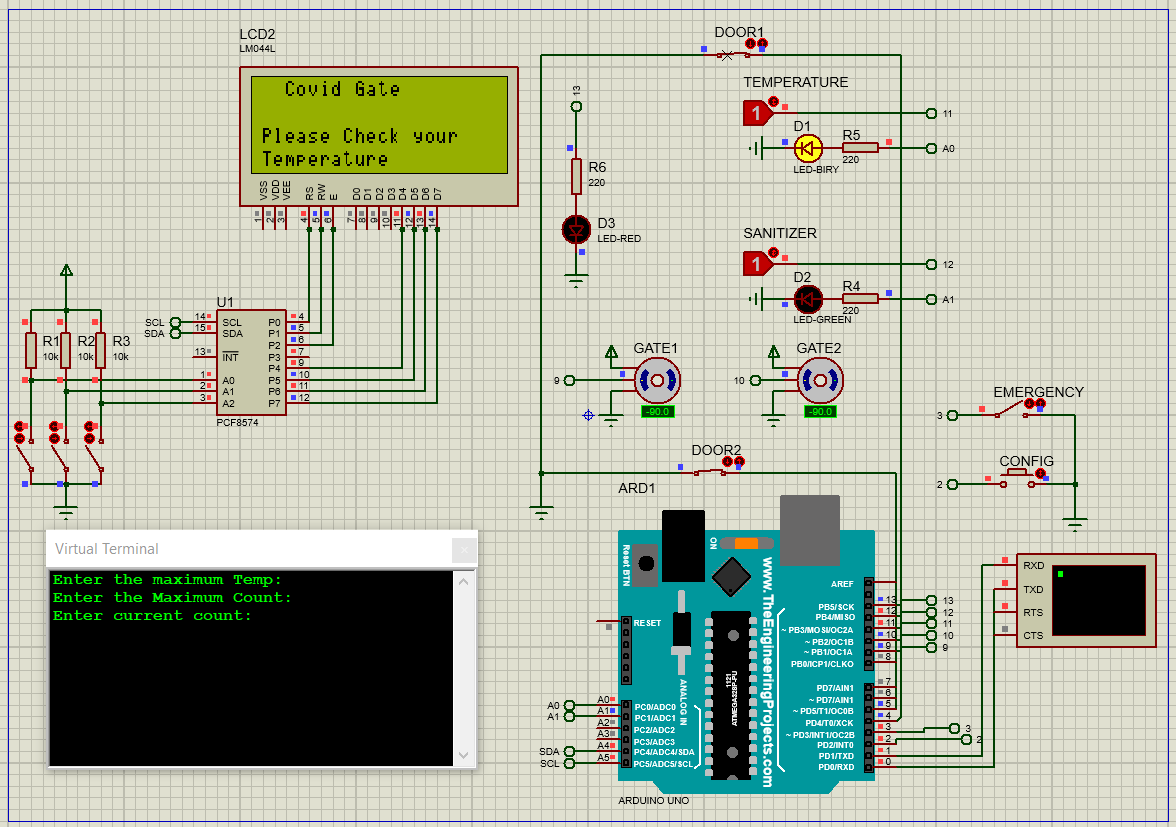 LCD2
LM044L
Covid Gate
Please Check your
Temperature
VSS VDD VEE RS RW E D0 D1 D2 D3 D4 D5 D6 D7
1 2 3 4 5 6 7 8 9 10 11 12 13 14
DOOR1
TEMPERATURE
1
11
D1
LED-BIRY
R5
220
A0
13
R6
220
D3
LED-RED
SANITIZER
1
12
D2
LED-GREEN
R4
220
A1
U1
SCL 14 SCL P0 4
SDA 15 SDA P1 5
P2 6
13 INT P3 7
P4 9
1 A0 P5 10
2 A1 P6 11
3 A2 P7 12
PCF8574
R1
10k
R2
10k
R3
10k
GATE1
9
-90.0
GATE2
10
-90.0
EMERGENCY
3
CONFIG
2
DOOR2
ARD1
Virtual Terminal
Enter the maximum Temp:
Enter the Maximum Count:
Enter current count:
Reset BTN
ON
www.TheEngineeringProjects.com
1121
ATMEGA328P-PU
ANALOG IN
RESET
AREF
PB5/SCK 13 13
PB4/MISO 12 12
~ PB3/MOSI/OC2A 11 11
~ PB2/OC1B 10 10
~ PB1/OC1A 9 9
PB0/ICP1/CLKO 8
PD7/AIN1 7
~ PD7/AIN1 6
~ PD5/T1/OC0B 5
PD4/T0/XCK 4
~ PD3/INT1/OC2B 3 3
PD2/INT0 2 2
PD1/TXD 1
PD0/RXD 0
A0 A0 PC0/ADC0
A1 A1 PC1/ADC1
A2 PC2/ADC2
A3 PC3/ADC3
SDA A4 PC4/ADC4/SDA
SCL A5 PC5/ADC5/SCL
ARDUINO UNO
RXD
TXD
RTS
CTS